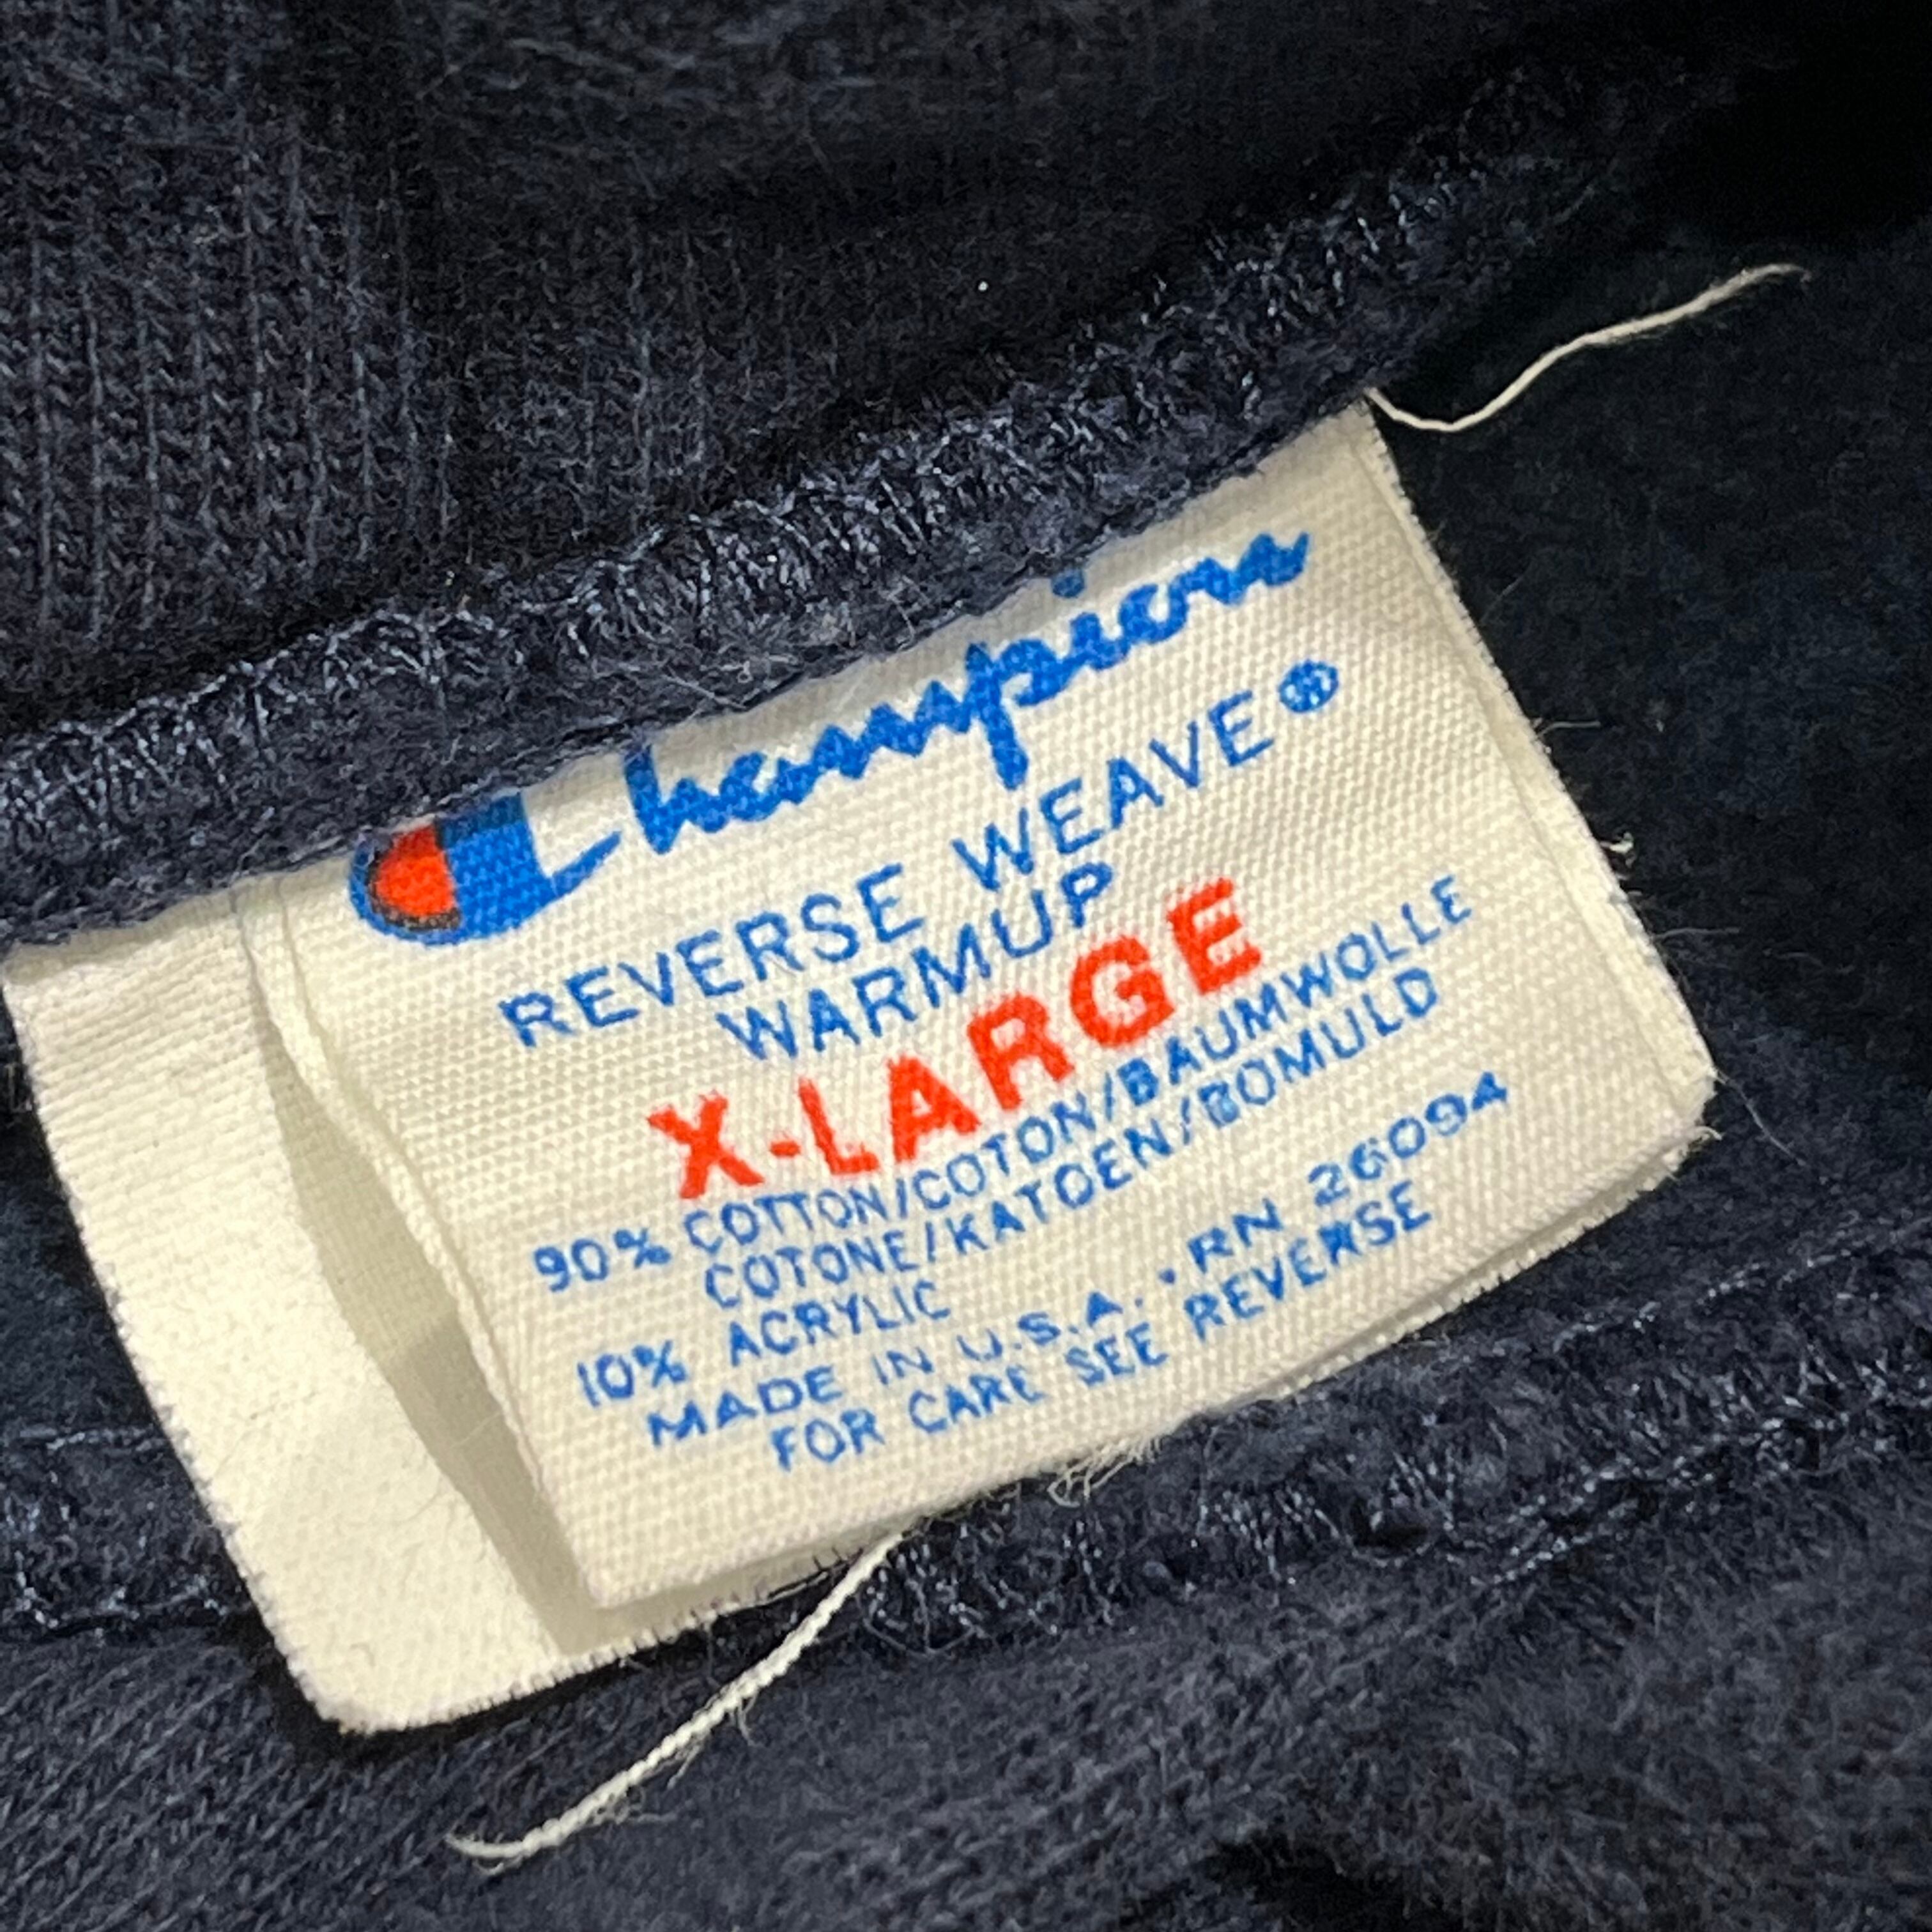 Champion
REVERSE WEAVE®
WARMUP
X-LARGE
90% COTTON/COTON/BAUMWOLLE
COTONE/KATOEN/BOMULD
10% ACRYLIC
MADE IN U.S.A. . RN 26094
FOR CARE SEE REVERSE